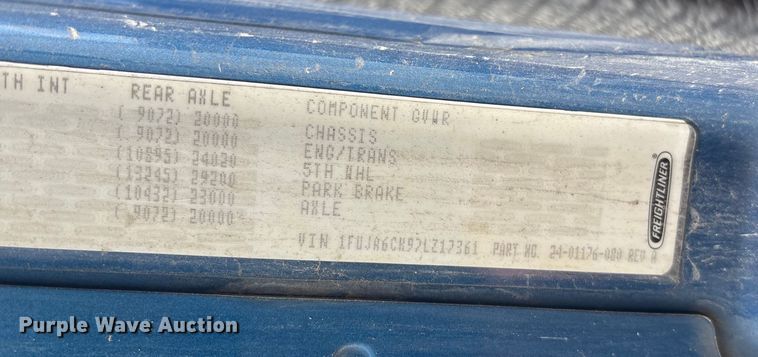 TH INT REAR AXLE COMPONENT GVWR
( 9072) 20000 CHASSIS
( 9072) 20000 ENG/TRANS
(10895) 24020 5TH WHL
(13245) 29200 PARK BRAKE
(10432) 23000 AXLE
( 9072) 20000
VIN 1FUJA6CK97LZ17361 PART NO. 24-01176-080 REV A
FREIGHTLINER
Purple Wave Auction